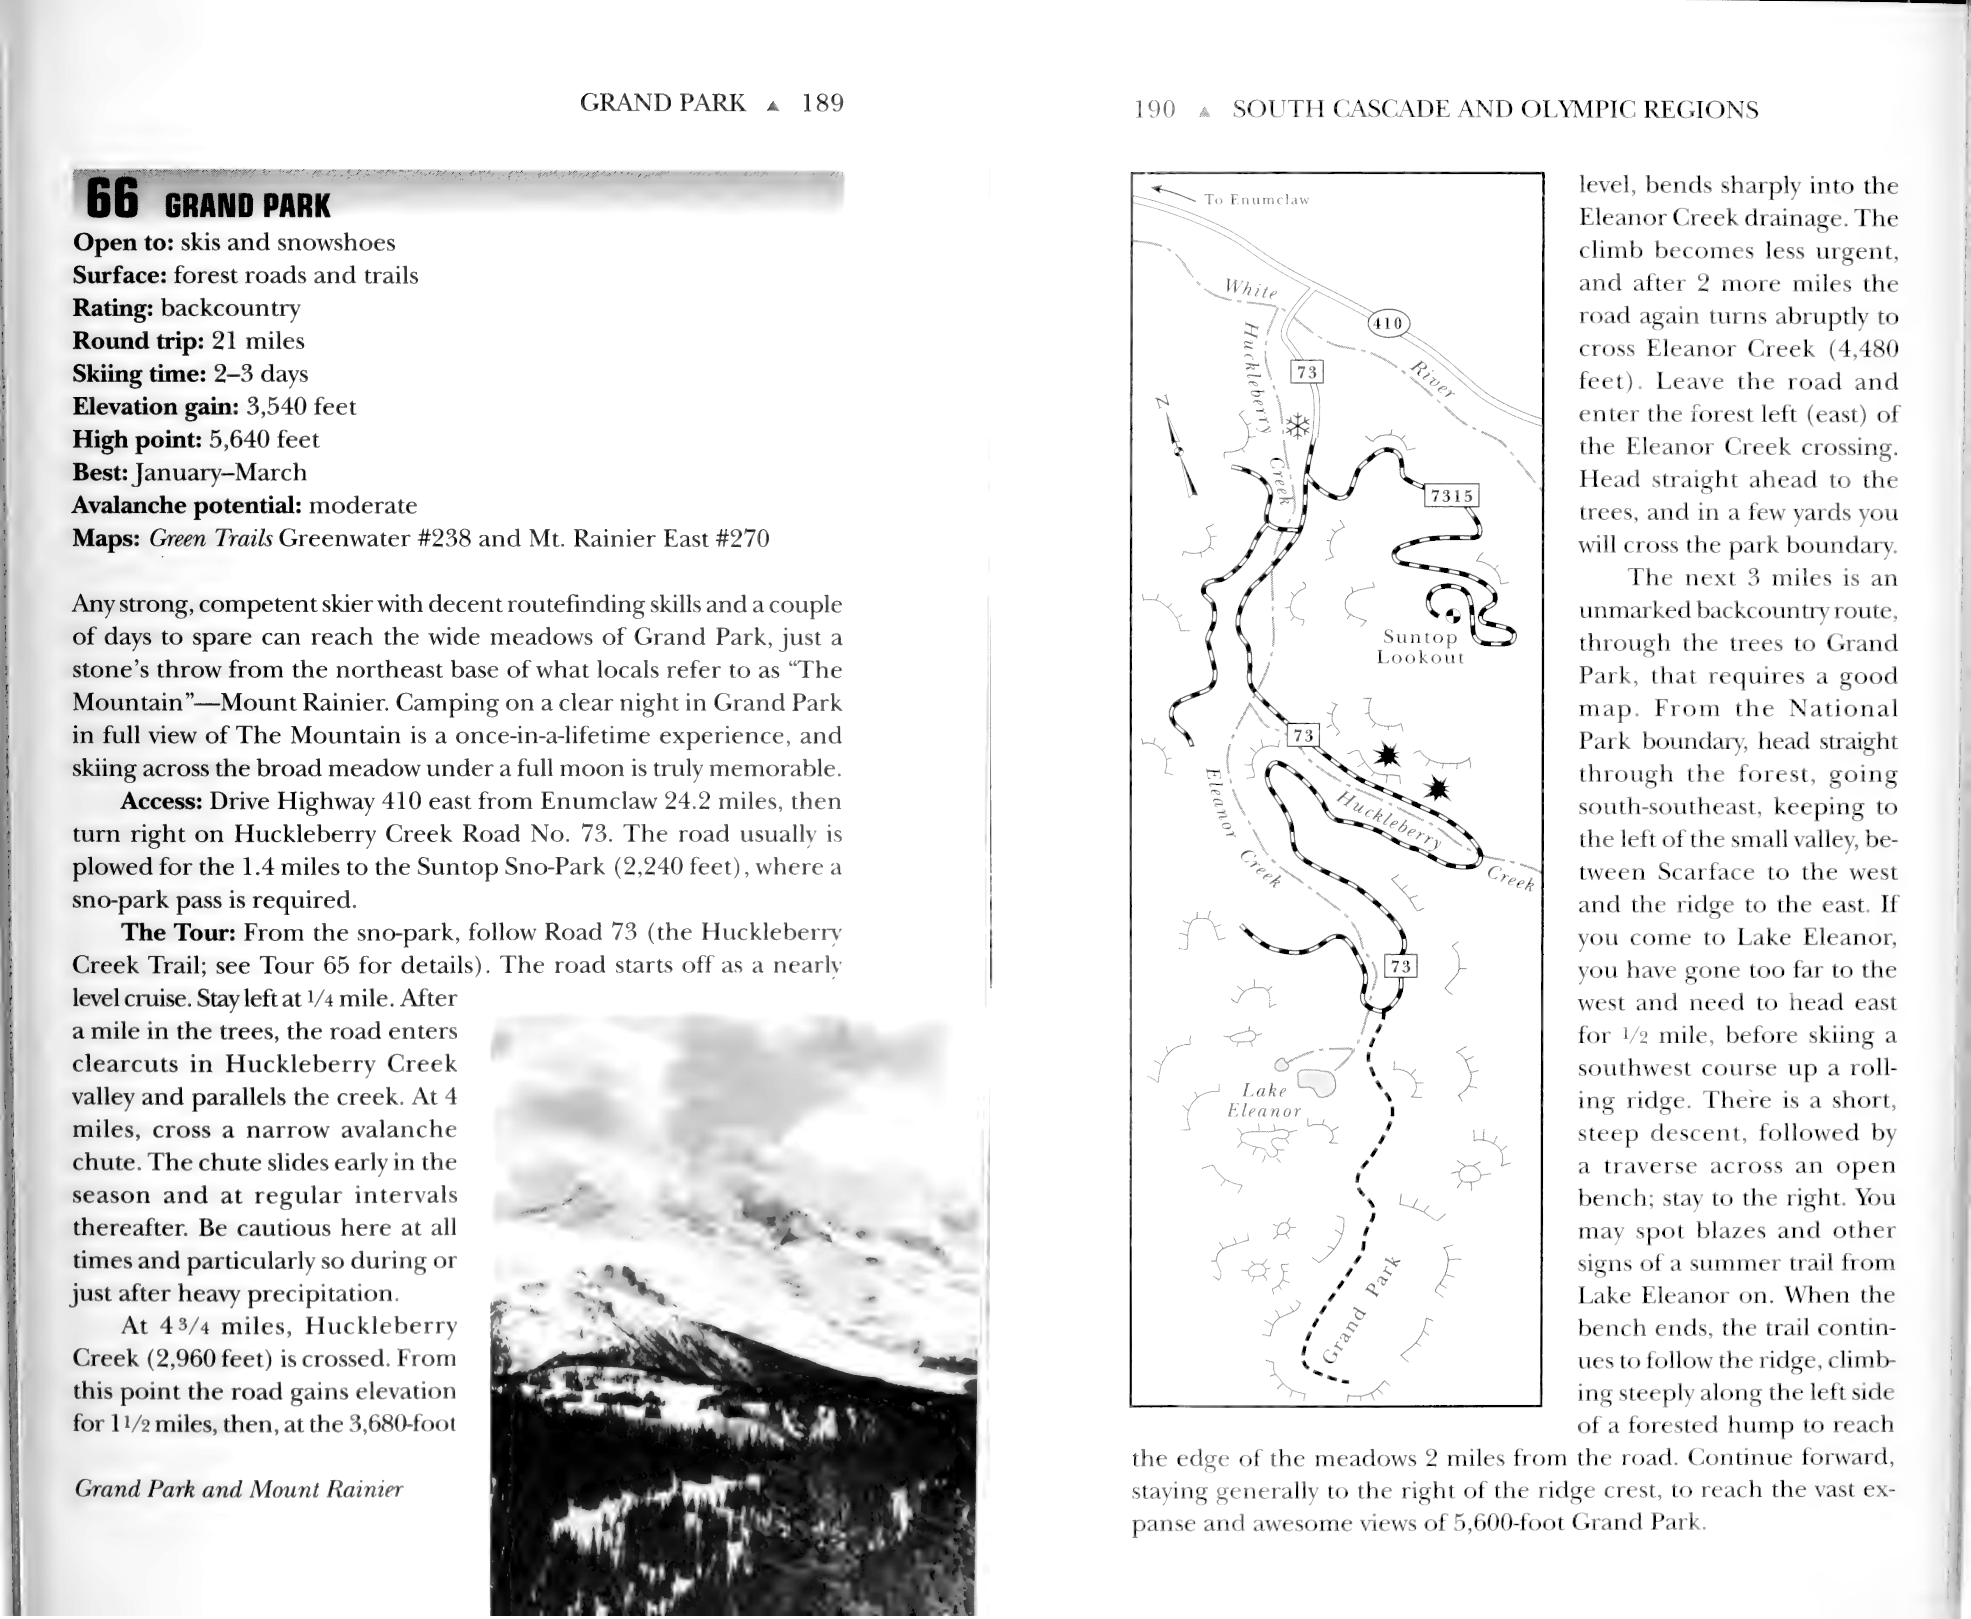 GRAND PARK ▲ 189
66 GRAND PARK
Open to: skis and snowshoes
Surface: forest roads and trails
Rating: backcountry
Round trip: 21 miles
Skiing time: 2–3 days
Elevation gain: 3,540 feet
High point: 5,640 feet
Best: January–March
Avalanche potential: moderate
Maps: Green Trails Greenwater #238 and Mt. Rainier East #270
Any strong, competent skier with decent routefinding skills and a couple
of days to spare can reach the wide meadows of Grand Park, just a
stone's throw from the northeast base of what locals refer to as “The
Mountain”—Mount Rainier. Camping on a clear night in Grand Park
in full view of The Mountain is a once-in-a-lifetime experience, and
skiing across the broad meadow under a full moon is truly memorable.
Access: Drive Highway 410 east from Enumclaw 24.2 miles, then
turn right on Huckleberry Creek Road No. 73. The road usually is
plowed for the 1.4 miles to the Suntop Sno-Park (2,240 feet), where a
sno-park pass is required.
The Tour: From the sno-park, follow Road 73 (the Huckleberry
Creek Trail; see Tour 65 for details). The road starts off as a nearly
level cruise. Stay left at 1/4 mile. After
a mile in the trees, the road enters
clearcuts in Huckleberry Creek
valley and parallels the creek. At 4
miles, cross a narrow avalanche
chute. The chute slides early in the
season and at regular intervals
thereafter. Be cautious here at all
times and particularly so during or
just after heavy precipitation.
At 4 3/4 miles, Huckleberry
Creek (2,960 feet) is crossed. From
this point the road gains elevation
for 1 1/2 miles, then, at the 3,680-foot
Grand Park and Mount Rainier
190 ▲ SOUTH CASCADE AND OLYMPIC REGIONS
To Enumclaw
White
River
410
Huckleberry
Creek
73
N
7315
Suntop
Lookout
73
Huckleberry
Creek
Eleanor
Creek
73
Lake
Eleanor
Grand Park
level, bends sharply into the
Eleanor Creek drainage. The
climb becomes less urgent,
and after 2 more miles the
road again turns abruptly to
cross Eleanor Creek (4,480
feet). Leave the road and
enter the forest left (east) of
the Eleanor Creek crossing.
Head straight ahead to the
trees, and in a few yards you
will cross the park boundary.
The next 3 miles is an
unmarked backcountry route,
through the trees to Grand
Park, that requires a good
map. From the National
Park boundary, head straight
through the forest, going
south-southeast, keeping to
the left of the small valley, be-
tween Scarface to the west
and the ridge to the east. If
you come to Lake Eleanor,
you have gone too far to the
west and need to head east
for 1/2 mile, before skiing a
southwest course up a roll-
ing ridge. There is a short,
steep descent, followed by
a traverse across an open
bench; stay to the right. You
may spot blazes and other
signs of a summer trail from
Lake Eleanor on. When the
bench ends, the trail contin-
ues to follow the ridge, climb-
ing steeply along the left side
of a forested hump to reach
the edge of the meadows 2 miles from the road. Continue forward,
staying generally to the right of the ridge crest, to reach the vast ex-
panse and awesome views of 5,600-foot Grand Park.